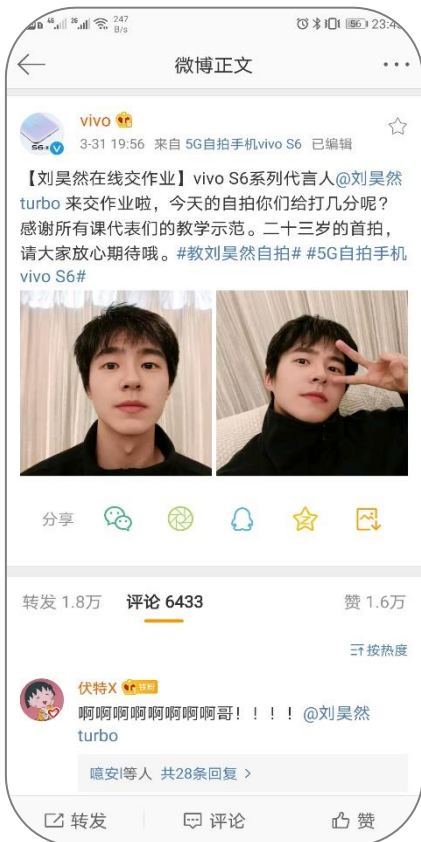 247
B/s
56
微博正文
vivo
3-31 19:56 来自 5G自拍手机vivo S6 已编辑
【刘昊然在线交作业】vivo S6系列代言人@刘昊然
turbo 来交作业啦，今天的自拍你们给打几分呢？
感谢所有课代表们的教学示范。二十三岁的首拍，
请大家放心期待哦。#教刘昊然自拍# #5G自拍手机
vivo S6#
分享
转发 1.8万 评论 6433 赞 1.6万
按热度
伏特X 铁粉
啊啊啊啊啊啊啊啊哥！！！！@刘昊然
turbo
噫安l等人 共28条回复 >
转发 评论 赞